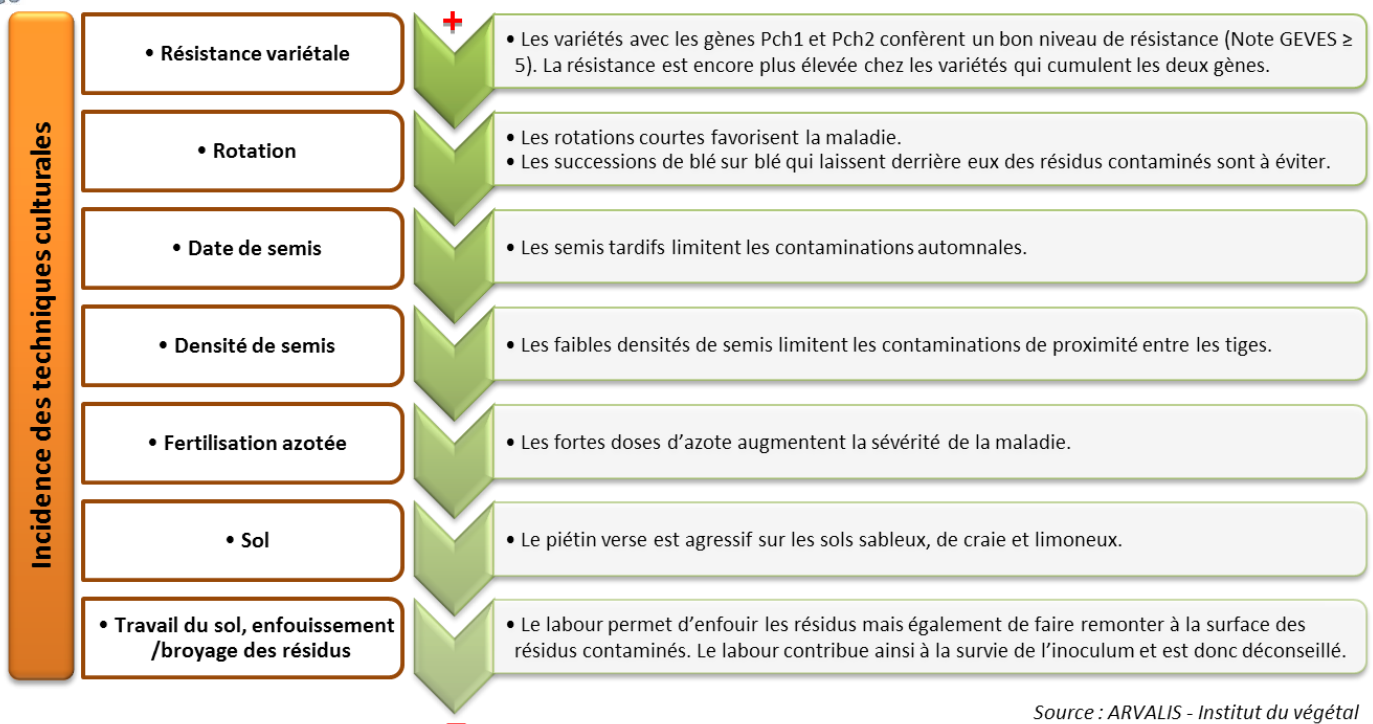 Incidence des techniques culturales
• Résistance variétale
+
• Les variétés avec les gènes Pch1 et Pch2 confèrent un bon niveau de résistance (Note GEVES ≥
5). La résistance est encore plus élevée chez les variétés qui cumulent les deux gènes.
• Rotation
• Les rotations courtes favorisent la maladie.
• Les successions de blé sur blé qui laissent derrière eux des résidus contaminés sont à éviter.
• Date de semis
• Les semis tardifs limitent les contaminations automnales.
• Densité de semis
• Les faibles densités de semis limitent les contaminations de proximité entre les tiges.
• Fertilisation azotée
• Les fortes doses d’azote augmentent la sévérité de la maladie.
• Sol
• Le piétin verse est agressif sur les sols sableux, de craie et limoneux.
• Travail du sol, enfouissement
/broyage des résidus
• Le labour permet d’enfouir les résidus mais également de faire remonter à la surface des
résidus contaminés. Le labour contribue ainsi à la survie de l’inoculum et est donc déconseillé.
Source : ARVALIS - Institut du végétal